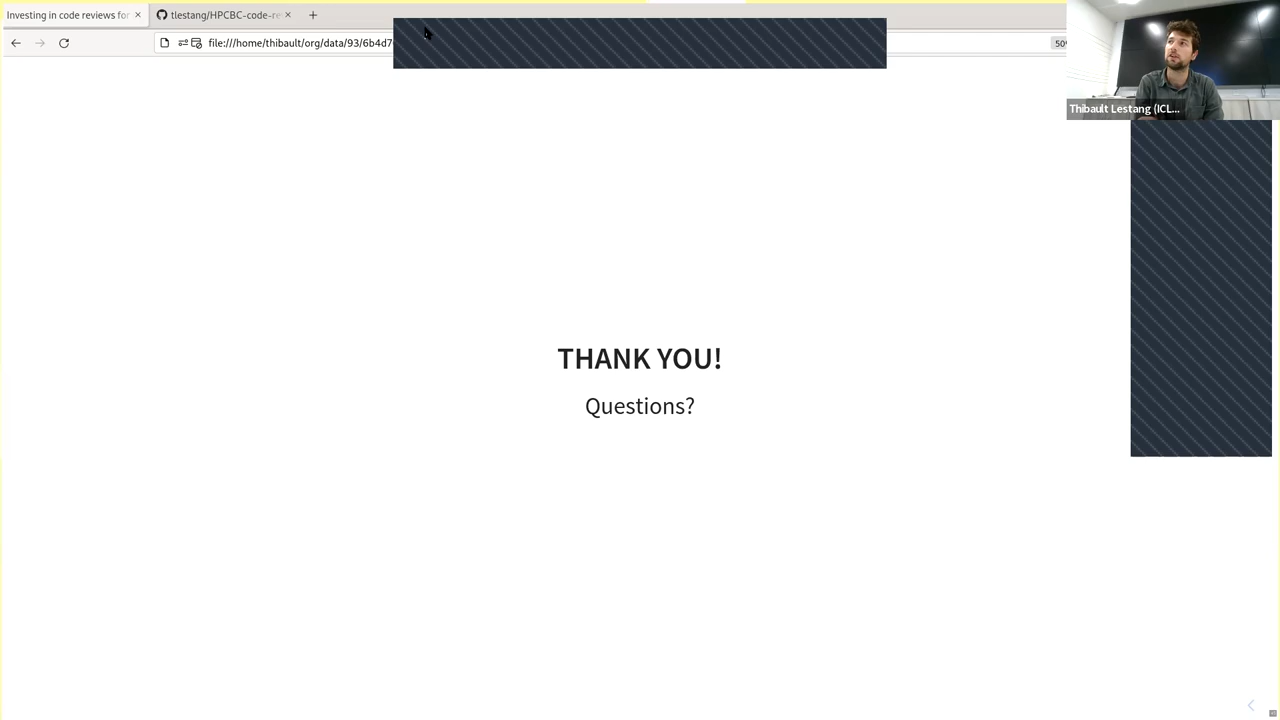 Investing in code reviews for
tlestang/HPCBC-code-re
file:///home/thibault/org/data/93/6b4d7
50
Thibault Lestang (ICL...
THANK YOU!
Questions?